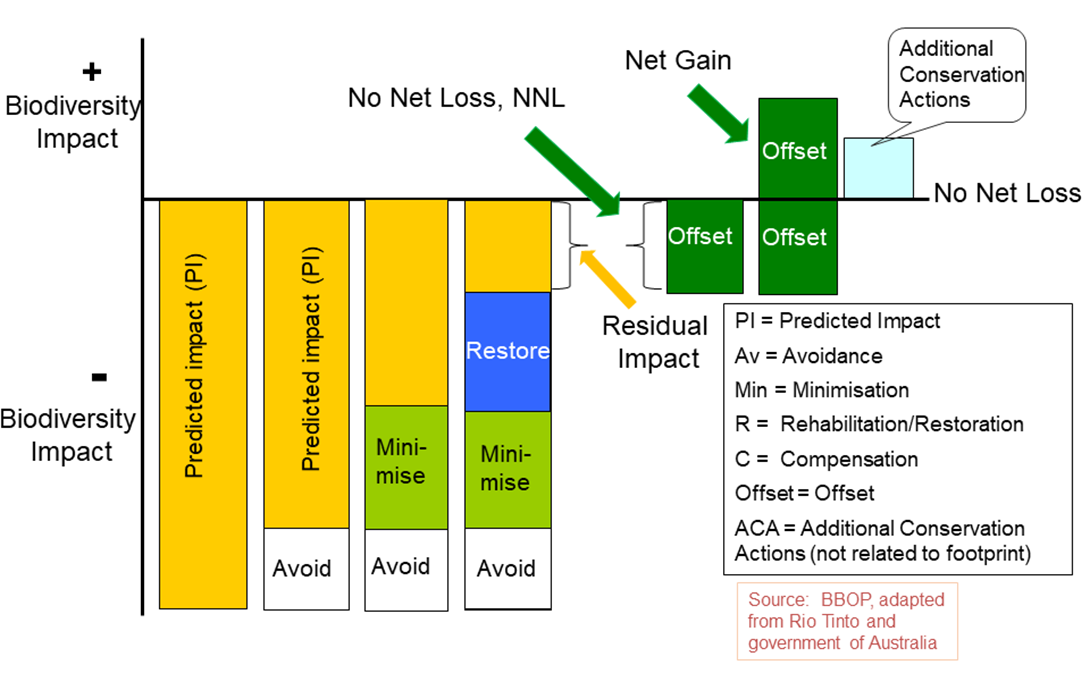 +
Biodiversity
Impact
No Net Loss, NNL
Net Gain
Additional
Conservation
Actions
Offset
No Net Loss
Offset
Offset
Predicted impact (PI)
Predicted impact (PI)
Residual
Impact
Restore
-
Biodiversity
Impact
Mini-
mise
Mini-
mise
Avoid
Avoid
Avoid
PI = Predicted Impact
Av = Avoidance
Min = Minimisation
R = Rehabilitation/Restoration
C = Compensation
Offset = Offset
ACA = Additional Conservation
Actions (not related to footprint)
Source: BBOP, adapted
from Rio Tinto and
government of Australia